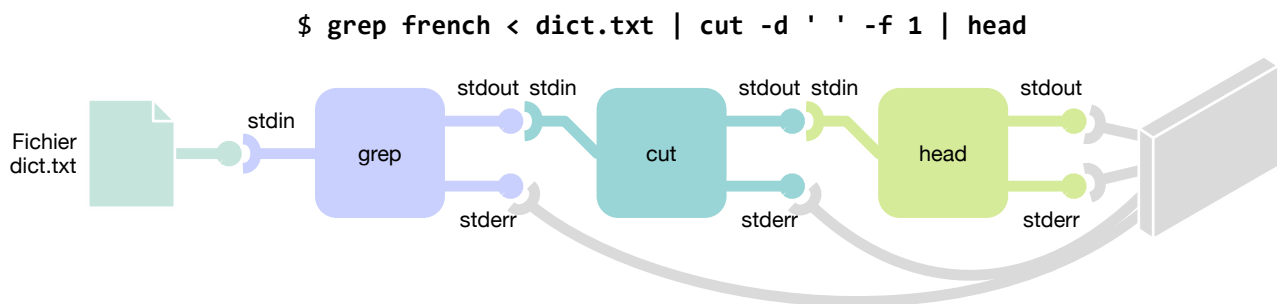 $ grep french < dict.txt | cut -d ' ' -f 1 | head
stdout stdin
stdout stdin
stdout
stdin
Fichier
dict.txt
grep
cut
head
stderr
stderr
stderr